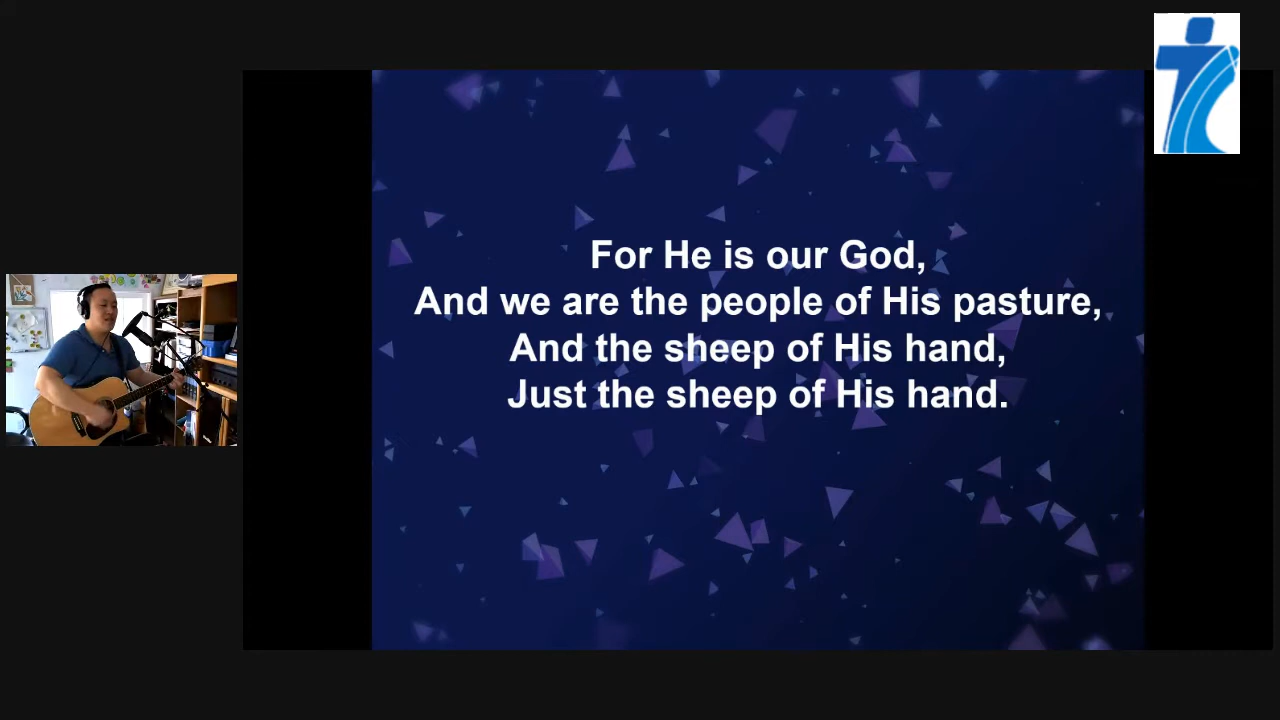 For He is our God,
And we are the people of His pasture,
And the sheep of His hand,
Just the sheep of His hand.